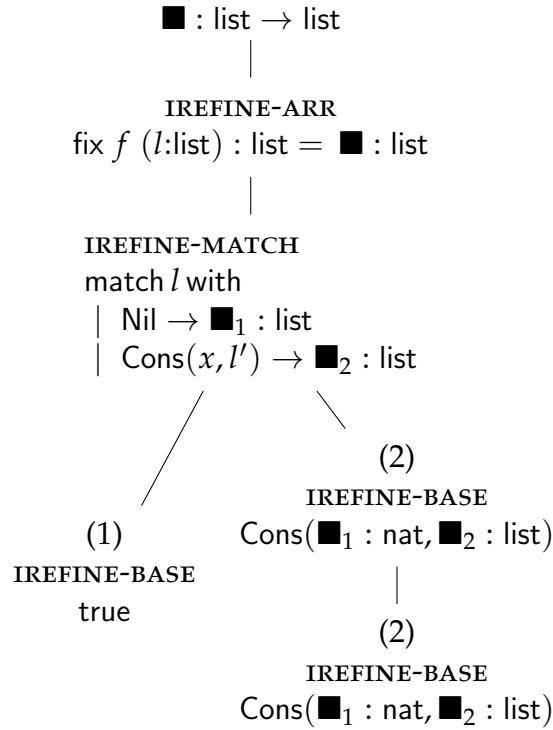 ■ : list → list
IREFINE-ARR
fix f (l:list) : list = ■ : list
IREFINE-MATCH
match l with
| Nil → ■₁ : list
| Cons(x, l′) → ■₂ : list
(2)
IREFINE-BASE
(1)
Cons(■₁ : nat, ■₂ : list)
IREFINE-BASE
true
(2)
IREFINE-BASE
Cons(■₁ : nat, ■₂ : list)